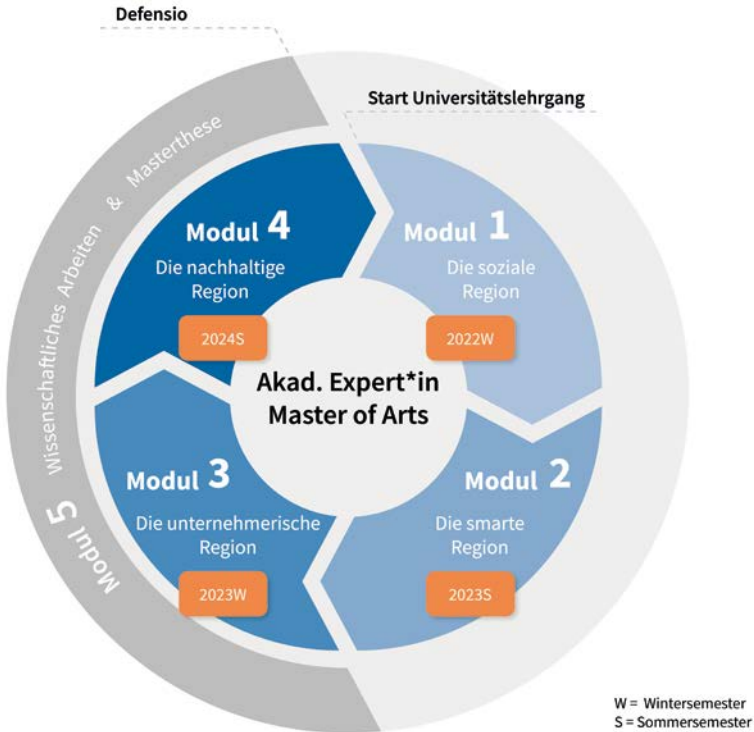 Defensio
Start Universitätslehrgang
Modul 1
Die soziale
Region
2022W
Modul 2
Die smarte
Region
2023S
Modul 3
Die unternehmerische
Region
2023W
Modul 4
Die nachhaltige
Region
2024S
Modul 5 Wissenschaftliches Arbeiten & Masterthese
Akad. Expert*in
Master of Arts
W = Wintersemester
S = Sommersemester